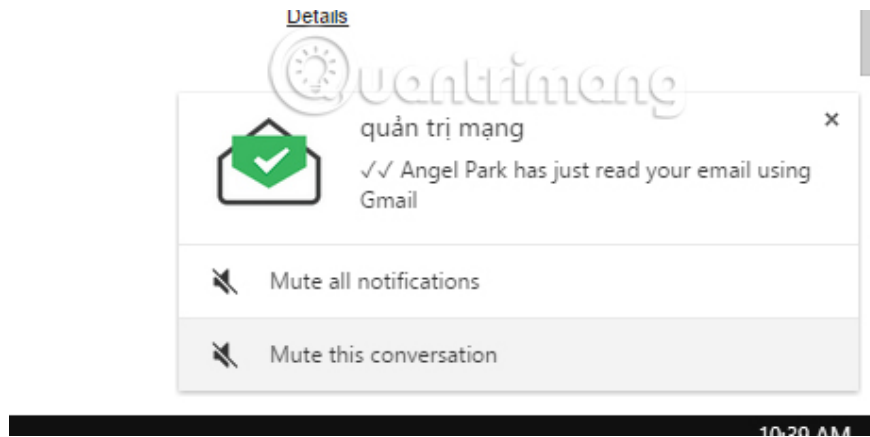 Details
Quantrimang
quản trị mạng
✓✓ Angel Park has just read your email using
Gmail
Mute all notifications
Mute this conversation
10:39 AM